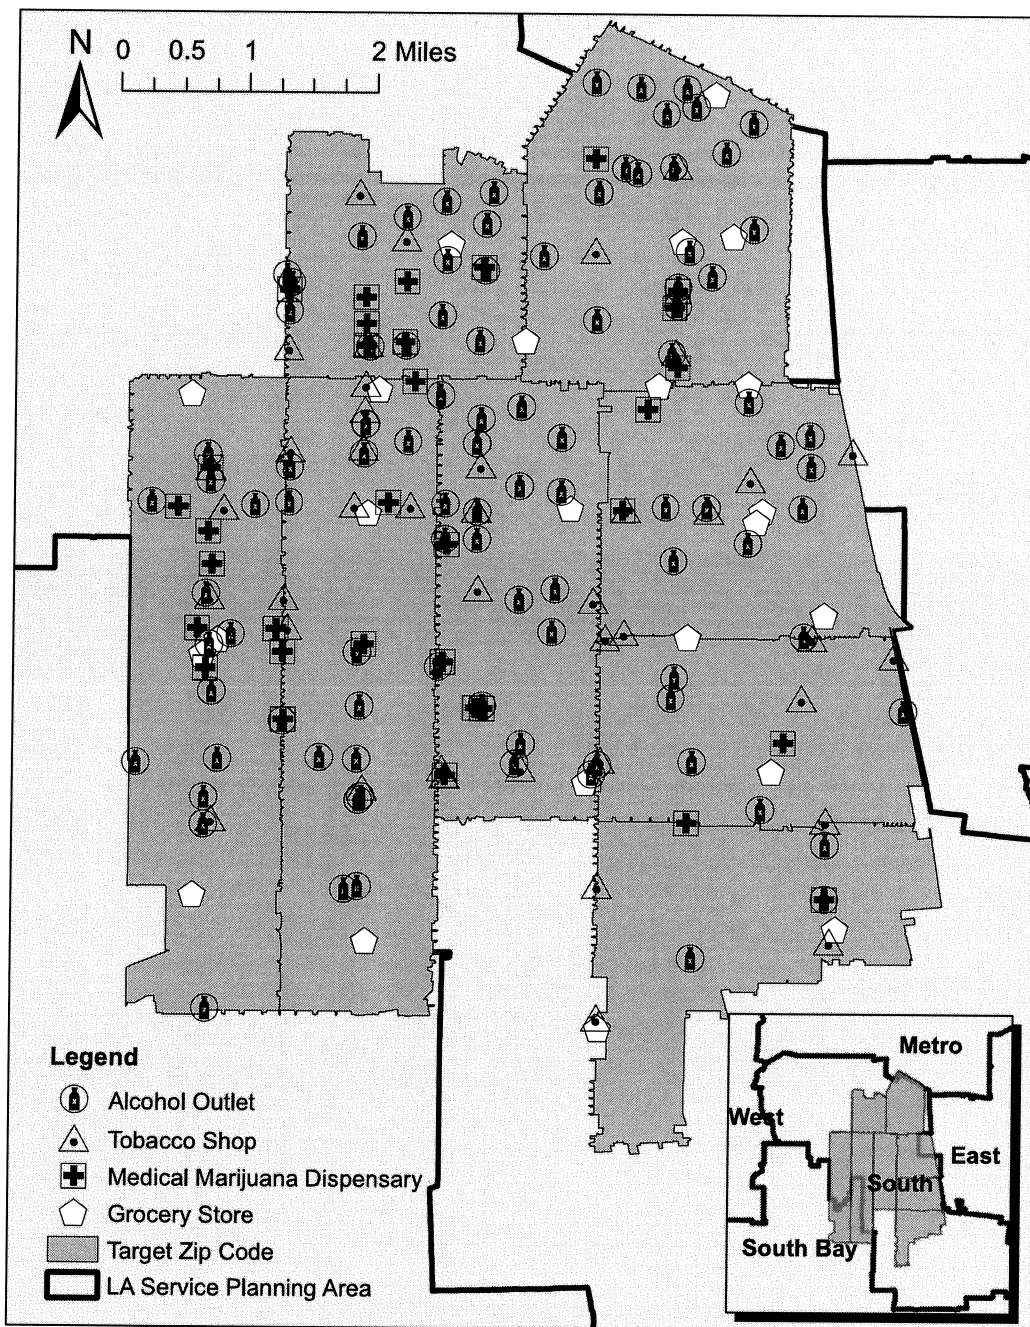 N
0 0.5 1 2 Miles
Legend
Alcohol Outlet
Tobacco Shop
Medical Marijuana Dispensary
Grocery Store
Target Zip Code
LA Service Planning Area
Metro
West
East
South
South Bay